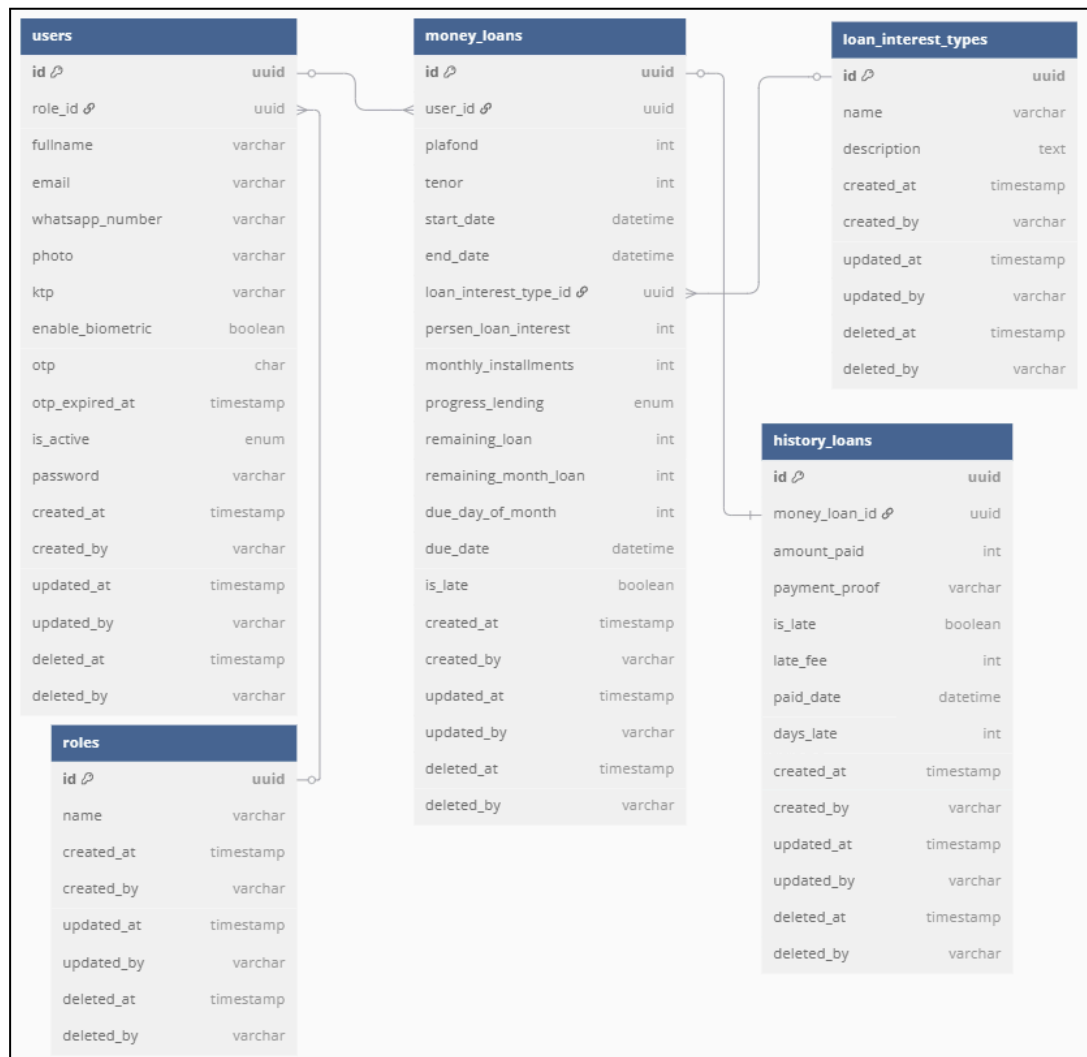 users
id uuid
role_id uuid
fullname varchar
email varchar
whatsapp_number varchar
photo varchar
ktp varchar
enable_biometric boolean
otp char
otp_expired_at timestamp
is_active enum
password varchar
created_at timestamp
created_by varchar
updated_at timestamp
updated_by varchar
deleted_at timestamp
deleted_by varchar
roles
id uuid
name varchar
created_at timestamp
created_by varchar
updated_at timestamp
updated_by varchar
deleted_at timestamp
deleted_by varchar
money_loans
id uuid
user_id uuid
plafond int
tenor int
start_date datetime
end_date datetime
loan_interest_type_id uuid
persen_loan_interest int
monthly_installments int
progress_lending enum
remaining_loan int
remaining_month_loan int
due_day_of_month int
due_date datetime
is_late boolean
created_at timestamp
created_by varchar
updated_at timestamp
updated_by varchar
deleted_at timestamp
deleted_by varchar
loan_interest_types
id uuid
name varchar
description text
created_at timestamp
created_by varchar
updated_at timestamp
updated_by varchar
deleted_at timestamp
deleted_by varchar
history_loans
id uuid
money_loan_id uuid
amount_paid int
payment_proof varchar
is_late boolean
late_fee int
paid_date datetime
days_late int
created_at timestamp
created_by varchar
updated_at timestamp
updated_by varchar
deleted_at timestamp
deleted_by varchar